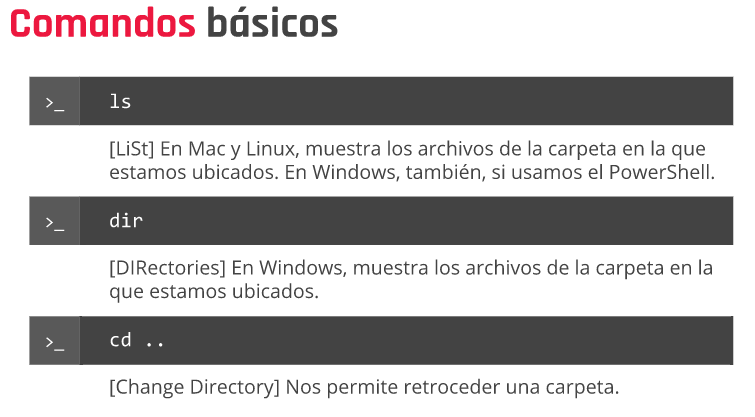 Comandos básicos
>_ ls
[LiSt] En Mac y Linux, muestra los archivos de la carpeta en la que
estamos ubicados. En Windows, también, si usamos el PowerShell.
>_ dir
[DIRectories] En Windows, muestra los archivos de la carpeta en la
que estamos ubicados.
>_ cd ..
[Change Directory] Nos permite retroceder una carpeta.